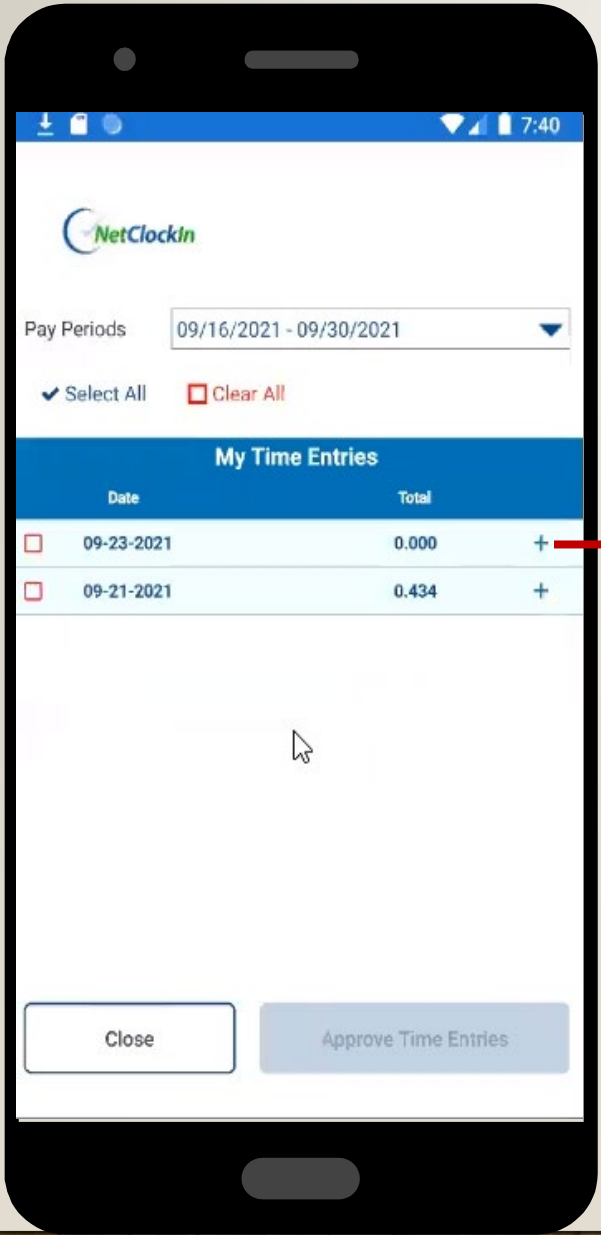 7:40
NetClockIn
Pay Periods 09/16/2021 - 09/30/2021
Select All Clear All
My Time Entries
Date Total
09-23-2021 0.000 +
09-21-2021 0.434 +
Close Approve Time Entries